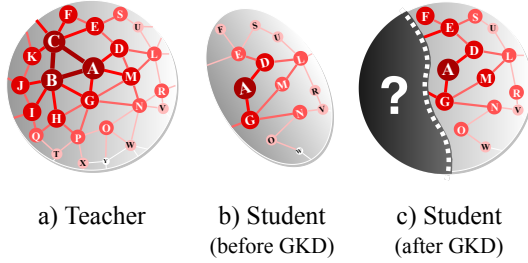 F
S
E
U
C
K
D
L
A
B
M
J
G
R
N
V
I
H
O
Q
P
W
T
X
Y
F
S
U
E
D
L
A
M
R
G
N
V
O
W
S
F
E
U
D
L
A
?
M
R
G
N
V
O
W
a) Teacher
b) Student
(before GKD)
c) Student
(after GKD)